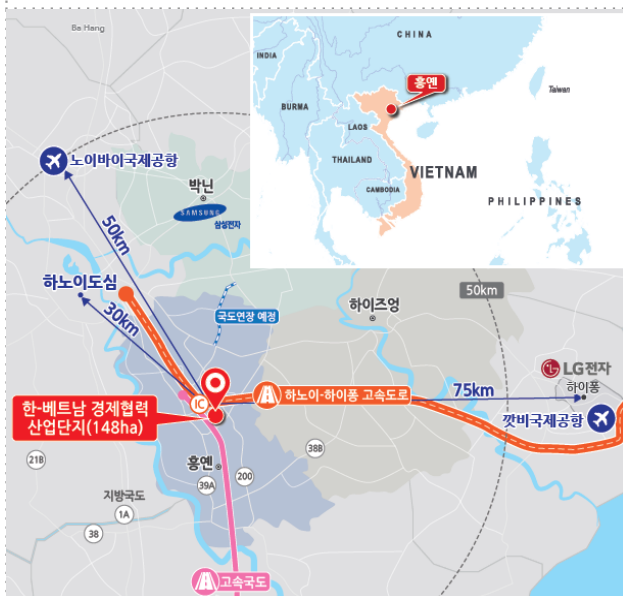 Ba Hang
CHINA
INDIA
흥옌
Taiwan
BURMA
LAOS
THAILAND
VIETNAM
CAMBODIA
PHILIPPINES
노이바이국제공항
박닌
SAMSUNG
삼성전자
50km
하노이도심
30km
국도연장 예정
하이즈엉
50km
LG전자
하이퐁
75km
하노이-하이퐁 고속도로
IC
깟비국제공항
한-베트남 경제협력
산업단지(148ha)
흥옌
21B
39A
200
38B
지방국도
1A
38
고속국도